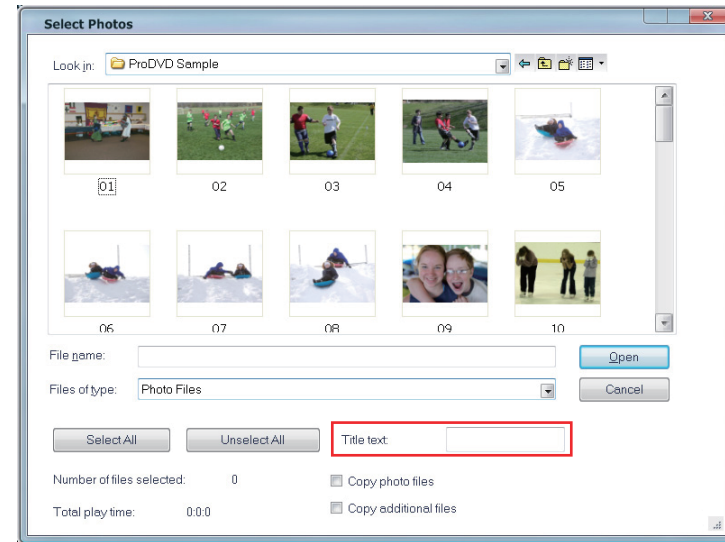 Select Photos
Look in: ProDVD Sample
01 02 03 04 05
06 07 08 09 10
File name: Open
Files of type: Photo Files Cancel
Select All Unselect All Title text:
Number of files selected: 0 Copy photo files
Total play time: 0:0:0 Copy additional files